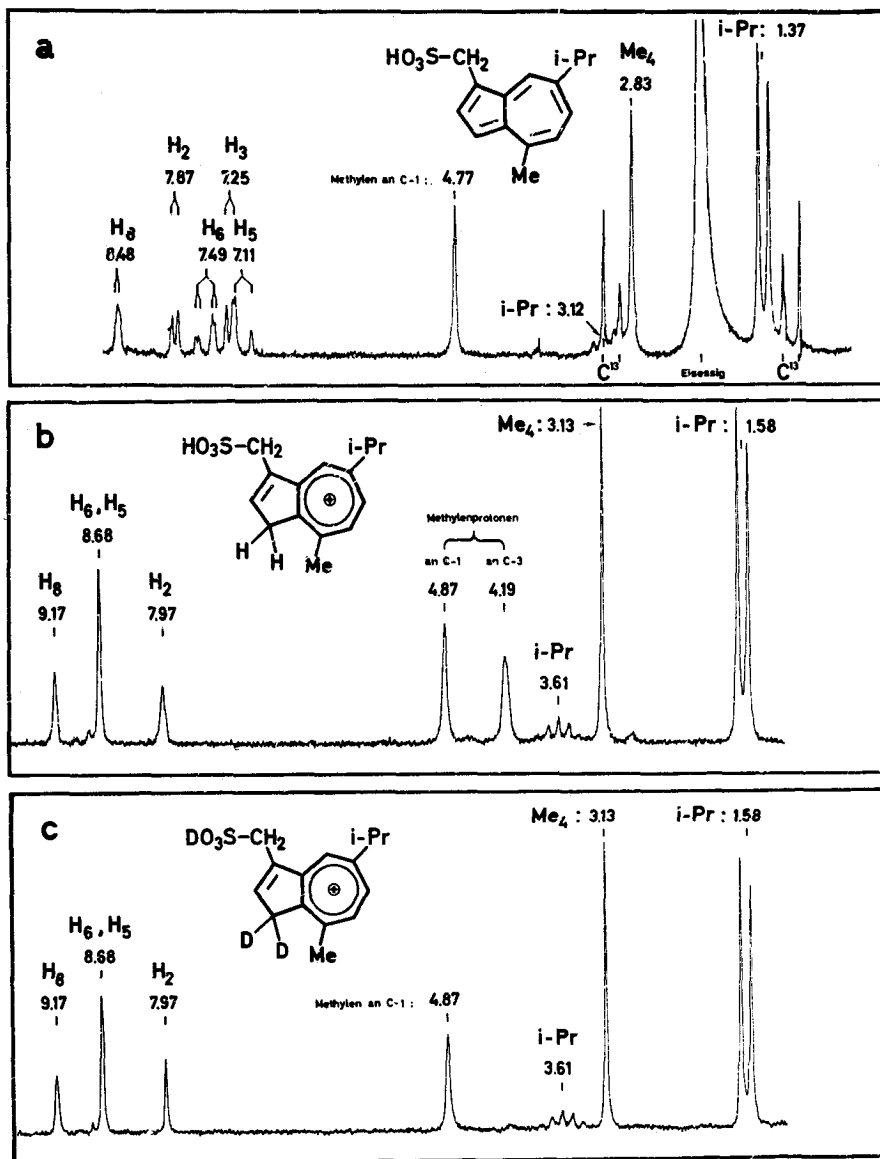 a
HO₃S-CH₂
i-Pr
Me
H₈
8.48
H₂
7.87
H₆
7.49
H₃
7.25
H₅
7.11
Methylen an C-1 :.
4.77
i-Pr : 3.12
Me₄
2.83
i-Pr: 1.37
C¹³
Eisessig
C¹³
b
HO₃S-CH₂
i-Pr
H
H
Me
⊕
H₈
9.17
H₆ , H₅
8.68
H₂
7.97
Methylenprotonen
an C-1
4.87
an C-3
4.19
i-Pr
3.61
Me₄ : 3.13
i-Pr : 1.58
c
DO₃S-CH₂
i-Pr
D
D
Me
⊕
H₈
9.17
H₆ , H₅
8.68
H₂
7.97
Methylen an C-1 :
4.87
i-Pr
3.61
Me₄ : 3.13
i-Pr : 1.58